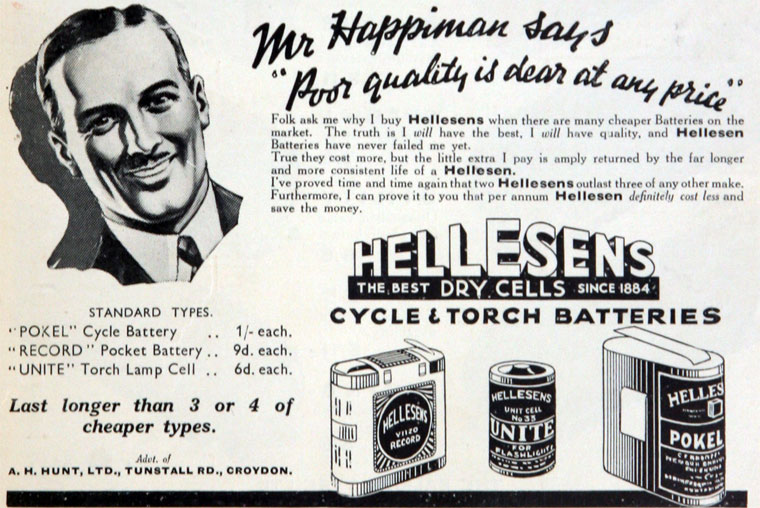 Mr Happiman says
"Poor quality is dear at any price"
Folk ask me why I buy Hellesens when there are many cheaper Batteries on the
market. The truth is I will have the best, I will have quality, and Hellesen
Batteries have never failed me yet.
True they cost more, but the little extra I pay is amply returned by the far longer
and more consistent life of a Hellesen.
I've proved time and time again that two Hellesens outlast three of any other make.
Furthermore, I can prove it to you that per annum Hellesen definitely cost less and
save the money.
HELLESENS
THE BEST DRY CELLS SINCE 1884
CYCLE & TORCH BATTERIES
STANDARD TYPES.
"POKEL" Cycle Battery .. 1/- each.
"RECORD" Pocket Battery .. 9d. each.
"UNITE" Torch Lamp Cell .. 6d. each.
Last longer than 3 or 4 of
cheaper types.
Advt. of
A. H. HUNT, LTD., TUNSTALL RD., CROYDON.
HELLESENS
VIIZO
RECORD
HELLESENS
UNIT CELL
No 35
UNITE
FOR
FLASHLIGHTS
HELLES
POKEL